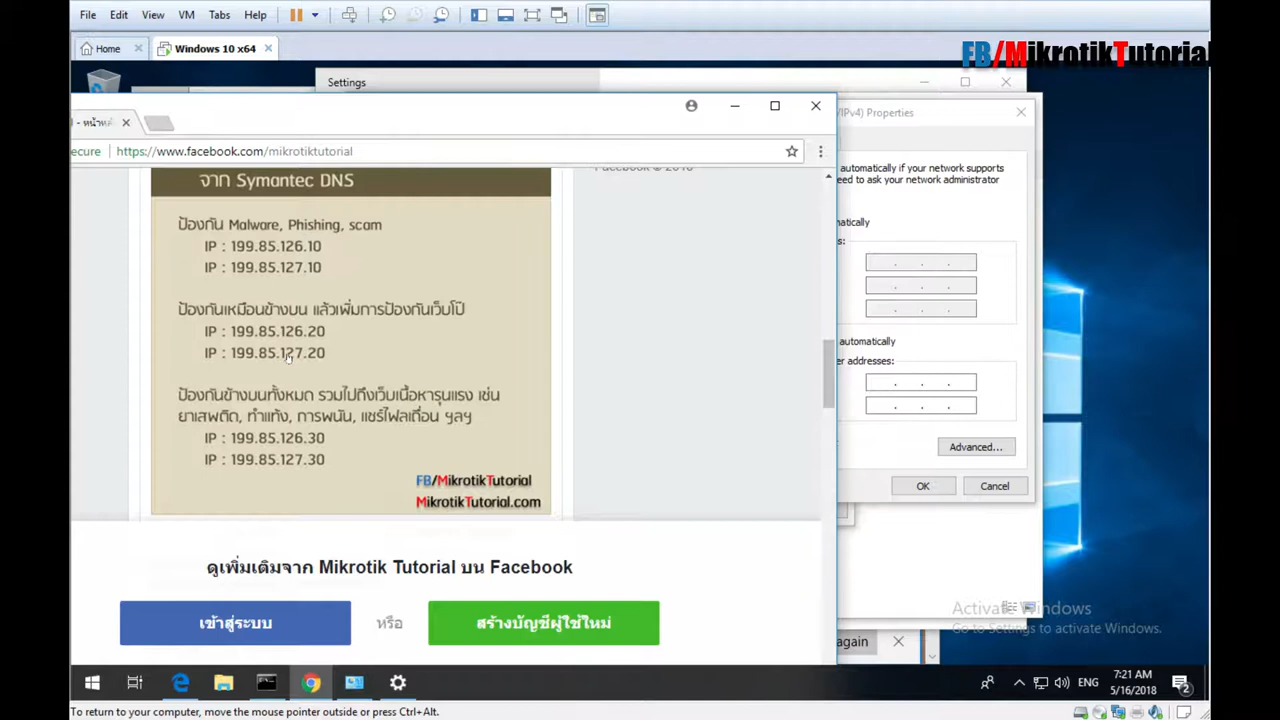 File Edit View VM Tabs Help
Home
Windows 10 x64
FB/MikrotikTutorial
Settings
- หน้าหลั
/IPv4) Properties
ecure https://www.facebook.com/mikrotiktutorial
จาก Symantec DNS
ป้องกัน Malware, Phishing, scam
IP : 199.85.126.10
IP : 199.85.127.10
ป้องกันเหมือนข้างบน แล้วเพิ่มการป้องกันเว็บโป๊
IP : 199.85.126.20
IP : 199.85.127.20
ป้องกันข้างบนทั้งหมด รวมไปถึงเว็บเนื้อหารุนแรง เช่น
ยาเสพติด, ทำแท้ง, การพนัน, แชร์ไฟลเถื่อน ฯลฯ
IP : 199.85.126.30
IP : 199.85.127.30
FB/MikrotikTutorial
MikrotikTutorial.com
ดูเพิ่มเติมจาก Mikrotik Tutorial บน Facebook
เข้าสู่ระบบ หรือ สร้างบัญชีผู้ใช้ใหม่
automatically if your network supports
eed to ask your network administrator
matically
s:
automatically
er addresses:
Advanced...
OK Cancel
Activate Windows
Go to Settings to activate Windows.
again
ENG
7:21 AM
5/16/2018
2
To return to your computer, move the mouse pointer outside or press Ctrl+Alt.